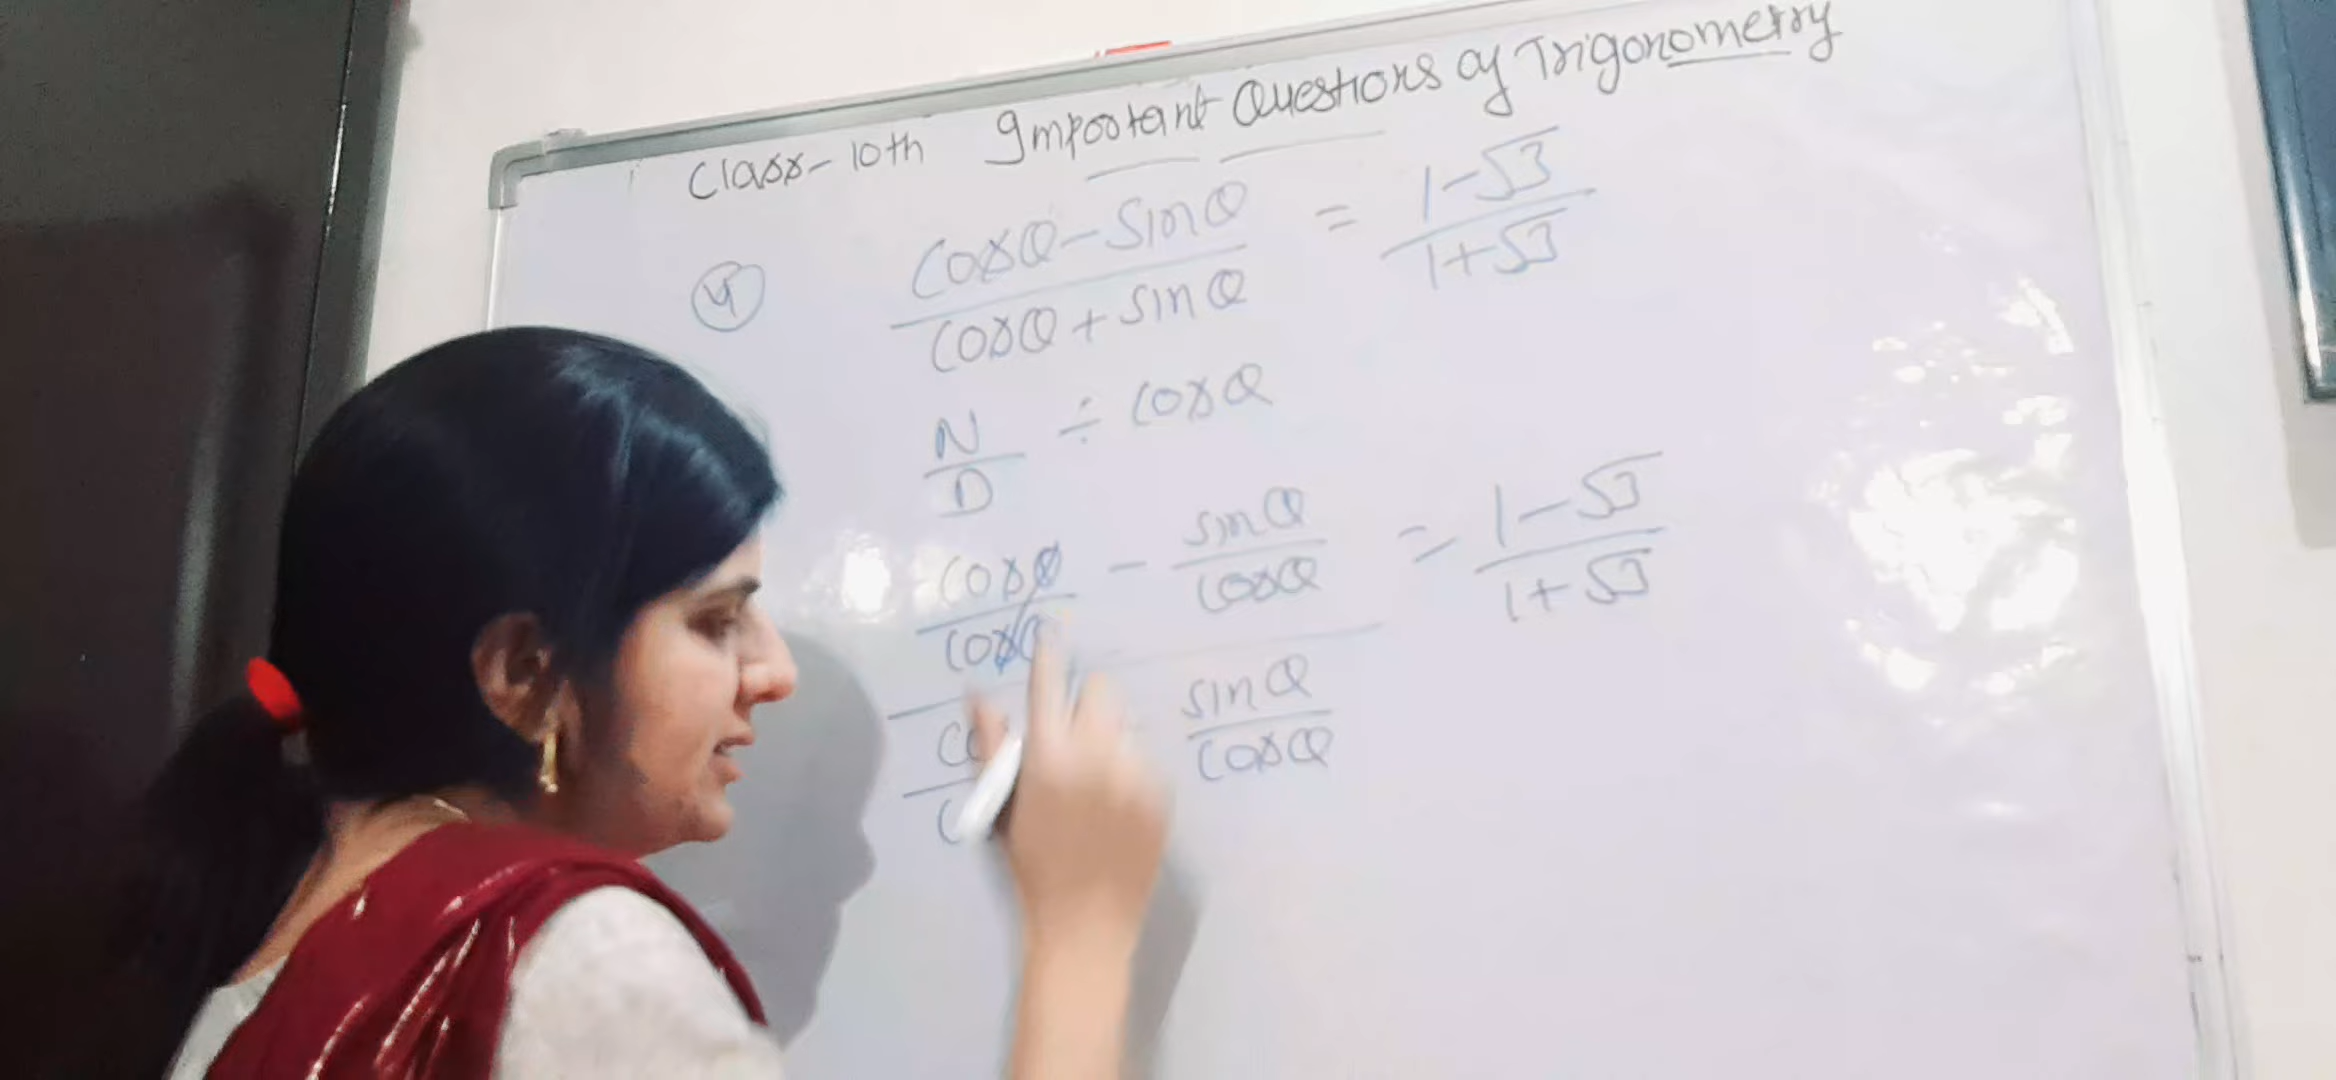 Class-10th Important Questions of Trigonometry
④ (cosθ - sinθ)/(cosθ + sinθ) = (1-√3)/(1+√3)
N/D ÷ cosθ
cosθ/cosθ - sinθ/cosθ = (1-√3)/(1+√3)
sinθ/cosθ